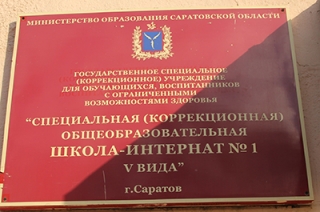 МИНИСТЕРСТВО ОБРАЗОВАНИЯ САРАТОВСКОЙ ОБЛАСТИ
ГОСУДАРСТВЕННОЕ СПЕЦИАЛЬНОЕ
(КОРРЕКЦИОННОЕ) УЧРЕЖДЕНИЕ
ДЛЯ ОБУЧАЮЩИХСЯ, ВОСПИТАННИКОВ
С ОГРАНИЧЕННЫМИ
ВОЗМОЖНОСТЯМИ ЗДОРОВЬЯ
"СПЕЦИАЛЬНАЯ (КОРРЕКЦИОННАЯ)
ОБЩЕОБРАЗОВАТЕЛЬНАЯ
ШКОЛА-ИНТЕРНАТ № 1
V ВИДА"
г.Саратов